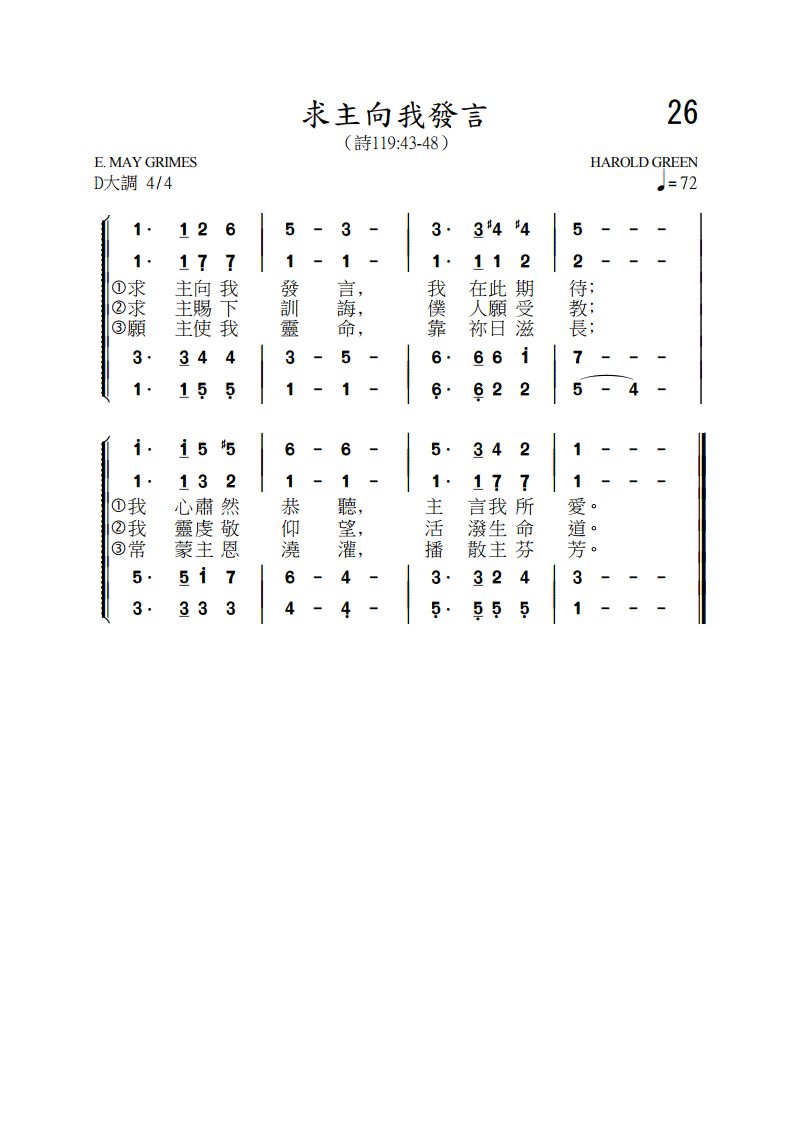 求主向我發言
26
（詩119:43-48）
E. MAY GRIMES
HAROLD GREEN
D大調 4/4
♩=72
1· 1 2 6 | 5 - 3 - | 3· 3 #4 #4 | 5 - - -
1· 1 7̣ 7̣ | 1 - 1 - | 1· 1 1 2 | 2 - - -
①求 主向我 發 言， 我 在此期 待；
②求 主賜下 訓 誨， 僕 人願受 教；
③願 主使我 靈 命， 靠 祢日滋 長；
3· 3 4 4 | 3 - 5 - | 6· 6 6 i | 7 - - -
1· 1 5̣ 5̣ | 1 - 1 - | 6̣· 6̣ 2 2 | 5 - 4 -
i· i 5 #5 | 6 - 6 - | 5· 3 4 2 | 1 - - -
1· 1 3 2 | 1 - 1 - | 1· 1 7̣ 7̣ | 1 - - -
①我 心肅然 恭 聽， 主 言我所 愛。
②我 靈虔敬 仰 望， 活 潑生命 道。
③常 蒙主恩 澆 灌， 播 散主芬 芳。
5· 5 i 7 | 6 - 4 - | 3· 3 2 4 | 3 - - -
3· 3 3 3 | 4 - 4̣ - | 5̣· 5̣ 5̣ 5̣ | 1 - - -